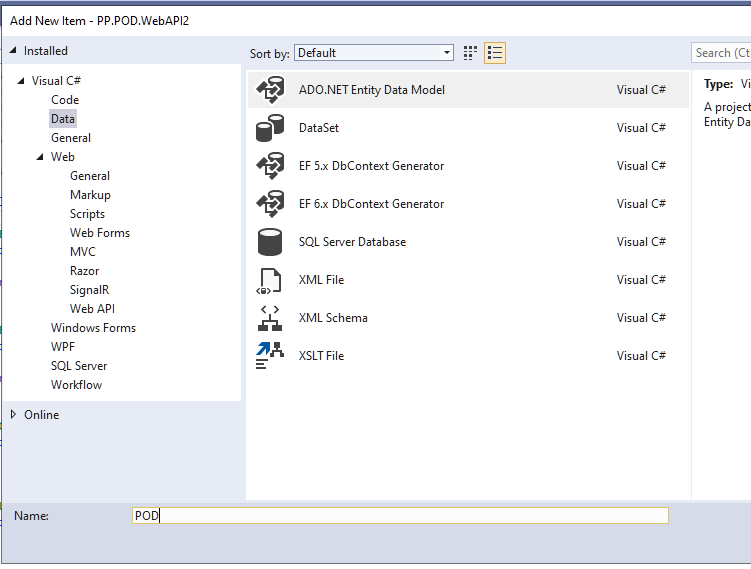 Add New Item - PP.POD.WebAPI2
Installed
Sort by: Default
Search (Ct
Visual C#
Code
Data
General
Web
General
Markup
Scripts
Web Forms
MVC
Razor
SignalR
Web API
Windows Forms
WPF
SQL Server
Workflow
Online
ADO.NET Entity Data Model Visual C#
DataSet Visual C#
EF 5.x DbContext Generator Visual C#
EF 6.x DbContext Generator Visual C#
SQL Server Database Visual C#
XML File Visual C#
XML Schema Visual C#
XSLT File Visual C#
Type: Vi
A project
Entity Da
Name: POD